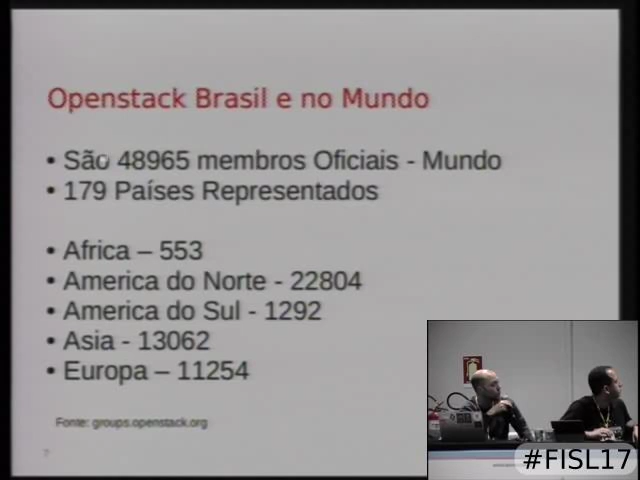 Openstack Brasil e no Mundo
• São 48965 membros Oficiais - Mundo
• 179 Países Representados
• Africa – 553
• America do Norte - 22804
• America do Sul - 1292
• Asia - 13062
• Europa – 11254
Fonte: groups.openstack.org
7
#FISL17